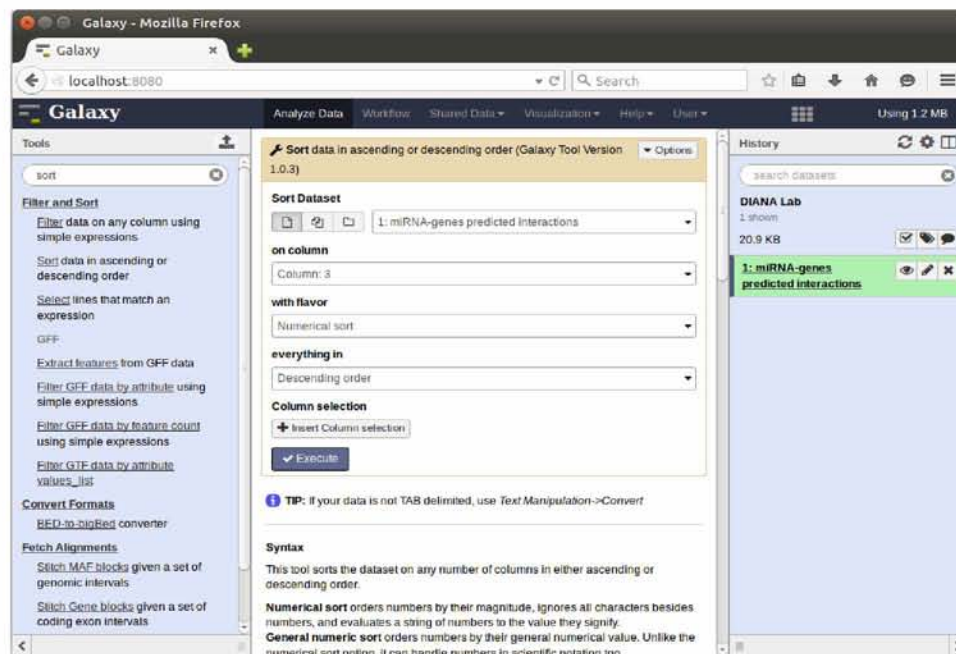 Galaxy - Mozilla Firefox
Galaxy
localhost:8080
Search
Galaxy
Analyze Data Workflow Shared Data Visualization Help User
Using 1.2 MB
Tools
sort
Filter and Sort
Filter data on any column using
simple expressions
Sort data in ascending or
descending order
Select lines that match an
expression
GFF
Extract features from GFF data
Filter GFF data by attribute using
simple expressions
Filter GFF data by feature count
using simple expressions
Filter GTF data by attribute
values_list
Convert Formats
BED-to-bigBed converter
Fetch Alignments
Stitch MAF blocks given a set of
genomic intervals
Stitch Gene blocks given a set of
coding exon intervals
Sort data in ascending or descending order (Galaxy Tool Version
1.0.3)
Options
Sort Dataset
1: miRNA-genes predicted interactions
on column
Column: 3
with flavor
Numerical sort
everything in
Descending order
Column selection
Insert Column selection
Execute
TIP: If your data is not TAB delimited, use Text Manipulation->Convert
Syntax
This tool sorts the dataset on any number of columns in either ascending or
descending order.
Numerical sort orders numbers by their magnitude, ignores all characters besides
numbers, and evaluates a string of numbers to the value they signify.
General numeric sort orders numbers by their general numerical value. Unlike the
numerical sort option, it can handle numbers in scientific notation too.
History
search datasets
DIANA Lab
1 shown
20.9 KB
1: miRNA-genes
predicted interactions